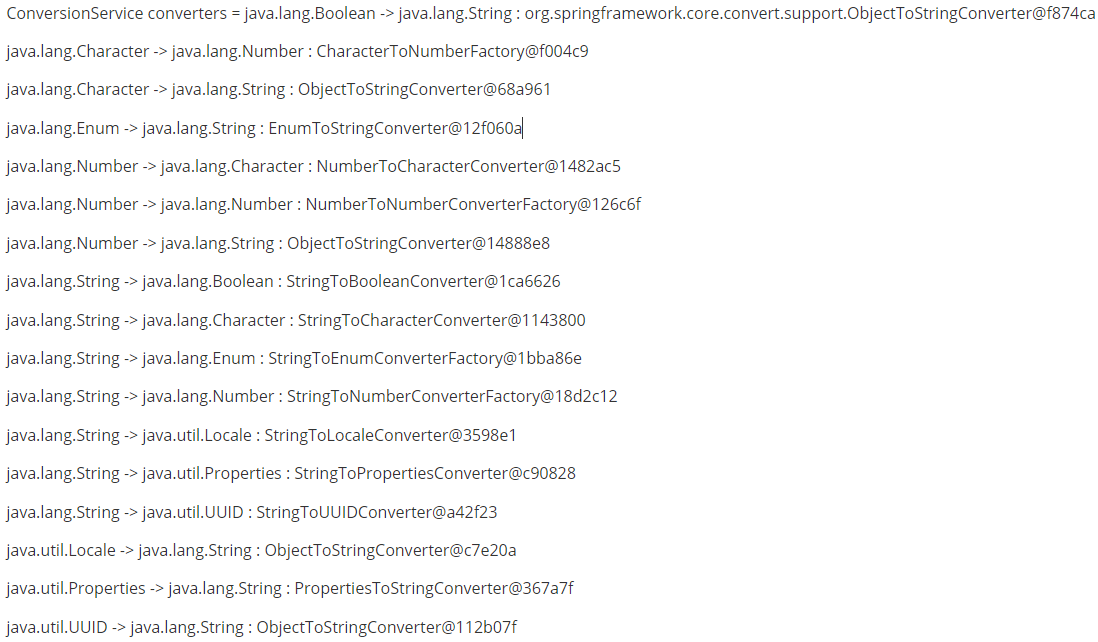 ConversionService converters = java.lang.Boolean -> java.lang.String : org.springframework.core.convert.support.ObjectToStringConverter@f874ca
java.lang.Character -> java.lang.Number : CharacterToNumberFactory@f004c9
java.lang.Character -> java.lang.String : ObjectToStringConverter@68a961
java.lang.Enum -> java.lang.String : EnumToStringConverter@12f060a
java.lang.Number -> java.lang.Character : NumberToCharacterConverter@1482ac5
java.lang.Number -> java.lang.Number : NumberToNumberConverterFactory@126c6f
java.lang.Number -> java.lang.String : ObjectToStringConverter@14888e8
java.lang.String -> java.lang.Boolean : StringToBooleanConverter@1ca6626
java.lang.String -> java.lang.Character : StringToCharacterConverter@1143800
java.lang.String -> java.lang.Enum : StringToEnumConverterFactory@1bba86e
java.lang.String -> java.lang.Number : StringToNumberConverterFactory@18d2c12
java.lang.String -> java.util.Locale : StringToLocaleConverter@3598e1
java.lang.String -> java.util.Properties : StringToPropertiesConverter@c90828
java.lang.String -> java.util.UUID : StringToUUIDConverter@a42f23
java.util.Locale -> java.lang.String : ObjectToStringConverter@c7e20a
java.util.Properties -> java.lang.String : PropertiesToStringConverter@367a7f
java.util.UUID -> java.lang.String : ObjectToStringConverter@112b07f